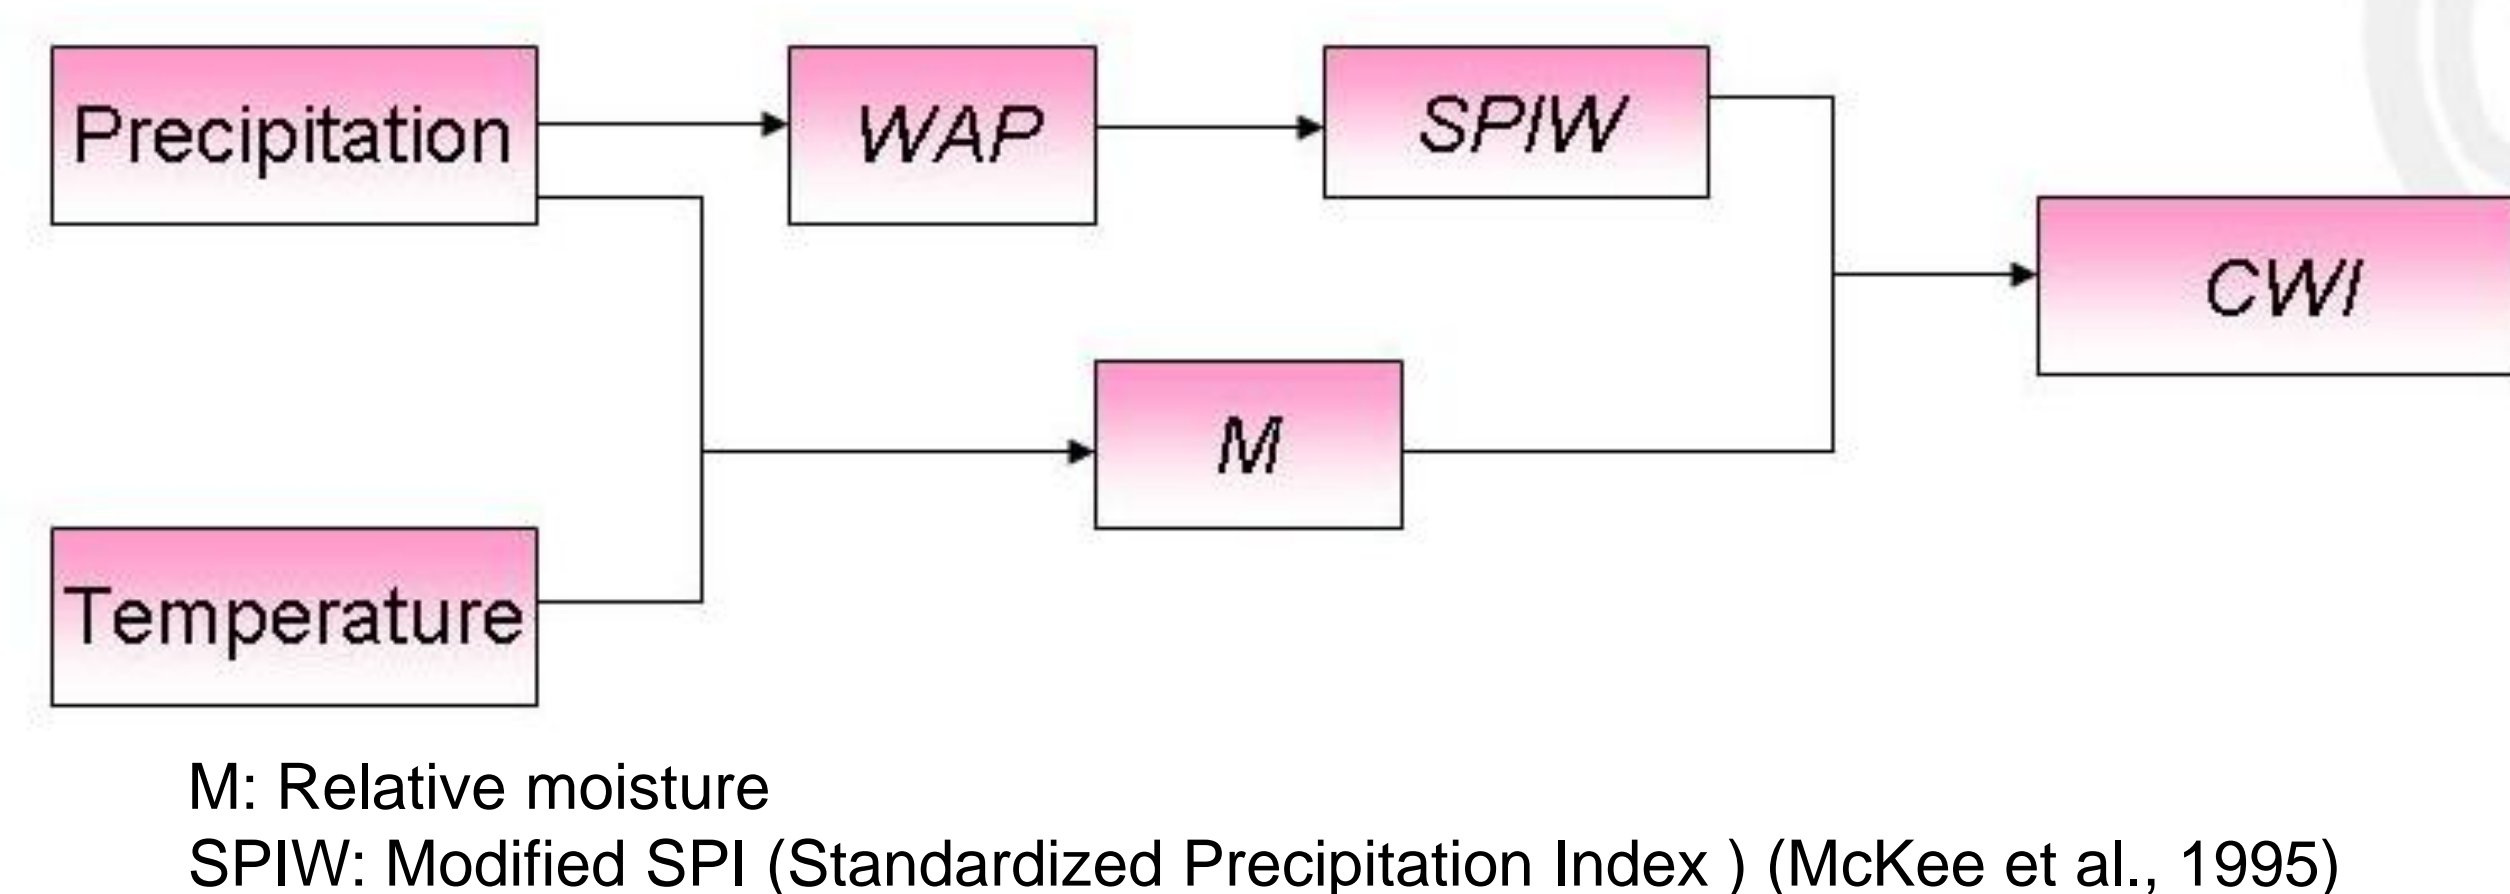 Precipitation
WAP
SPIW
CWI
M
Temperature
M: Relative moisture
SPIW: Modified SPI (Standardized Precipitation Index ) (McKee et al., 1995)